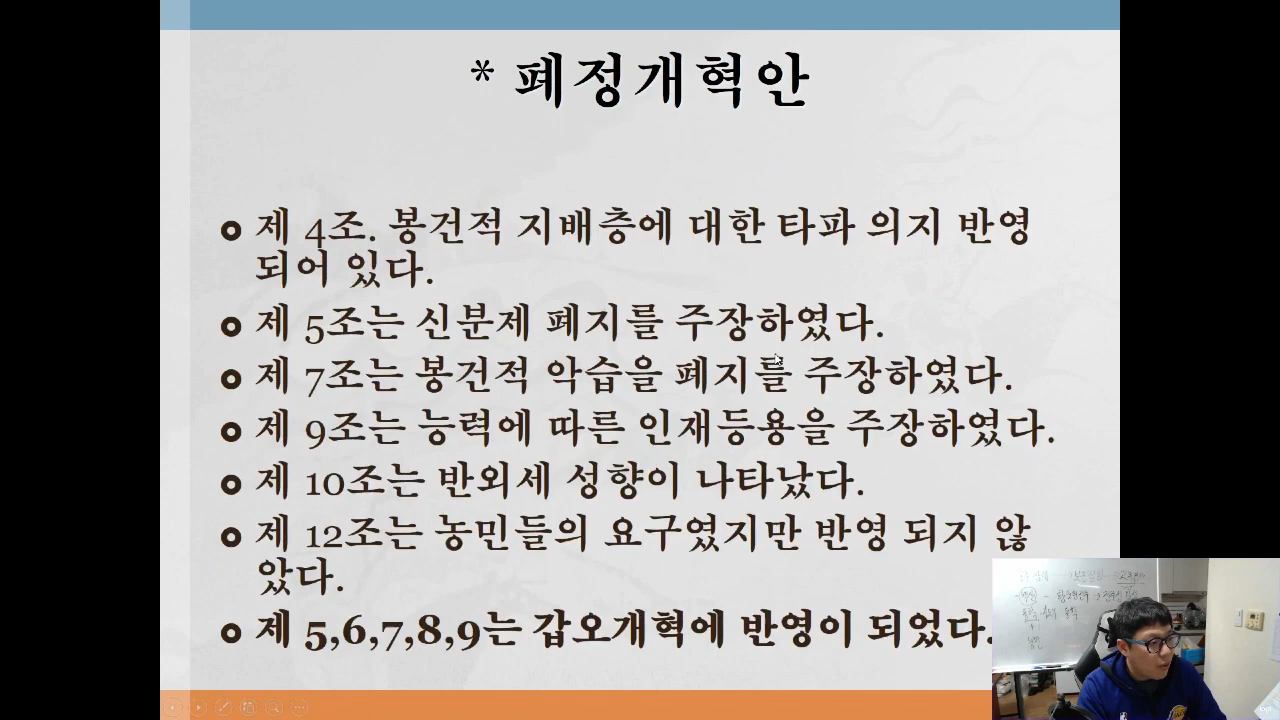 * 폐정개혁안
제 4조. 봉건적 지배층에 대한 타파 의지 반영
되어 있다.
제 5조는 신분제 폐지를 주장하였다.
제 7조는 봉건적 악습을 폐지를 주장하였다.
제 9조는 능력에 따른 인재등용을 주장하였다.
제 10조는 반외세 성향이 나타났다.
제 12조는 농민들의 요구였지만 반영 되지 않
았다.
제 5,6,7,8,9는 갑오개혁에 반영이 되었다.